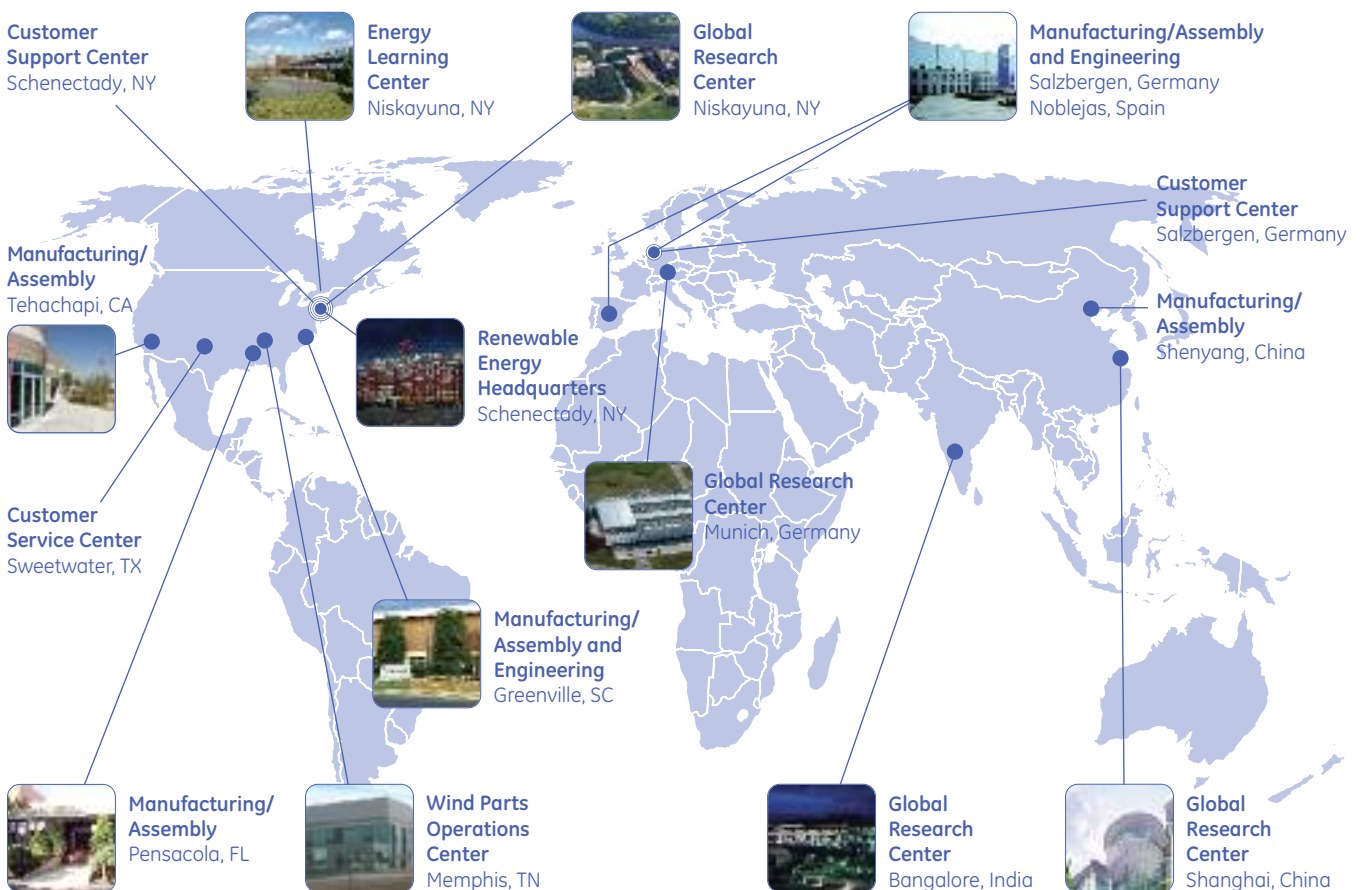 Customer
Support Center
Schenectady, NY
Energy
Learning
Center
Niskayuna, NY
Global
Research
Center
Niskayuna, NY
Manufacturing/Assembly
and Engineering
Salzbergen, Germany
Noblejas, Spain
Customer
Support Center
Salzbergen, Germany
Manufacturing/
Assembly
Tehachapi, CA
Manufacturing/
Assembly
Shenyang, China
Renewable
Energy
Headquarters
Schenectady, NY
Global Research
Center
Munich, Germany
Customer
Service Center
Sweetwater, TX
Manufacturing/
Assembly and
Engineering
Greenville, SC
Manufacturing/
Assembly
Pensacola, FL
Wind Parts
Operations
Center
Memphis, TN
Global
Research
Center
Bangalore, India
Global
Research
Center
Shanghai, China